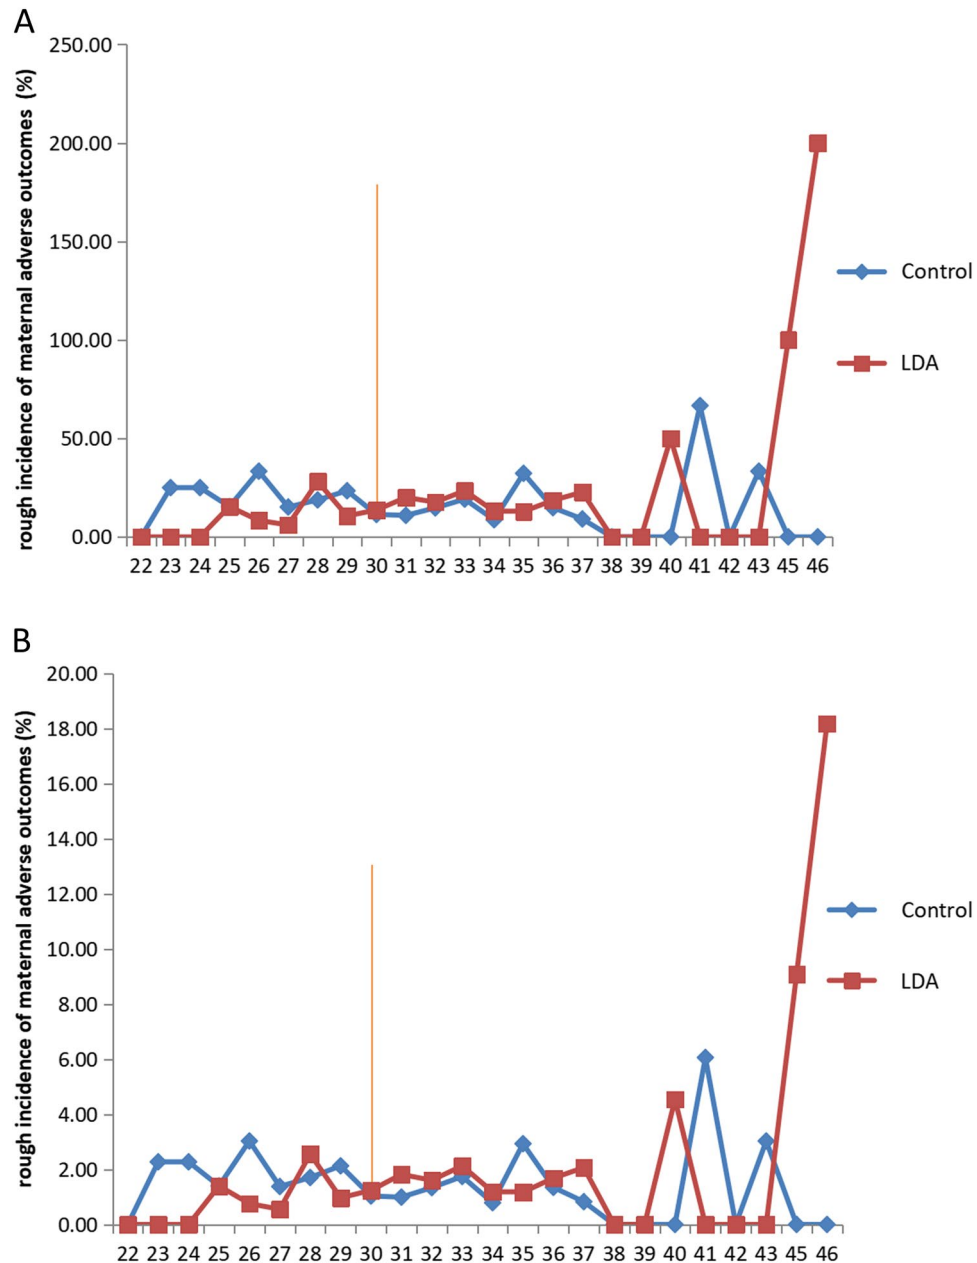 A
rough incidence of maternal adverse outcomes (%)
250.00
200.00
150.00
100.00
50.00
0.00
22 23 24 25 26 27 28 29 30 31 32 33 34 35 36 37 38 39 40 41 42 43 45 46
Control
LDA
B
rough incidence of maternal adverse outcomes (%)
20.00
18.00
16.00
14.00
12.00
10.00
8.00
6.00
4.00
2.00
0.00
22 23 24 25 26 27 28 29 30 31 32 33 34 35 36 37 38 39 40 41 42 43 45 46
Control
LDA